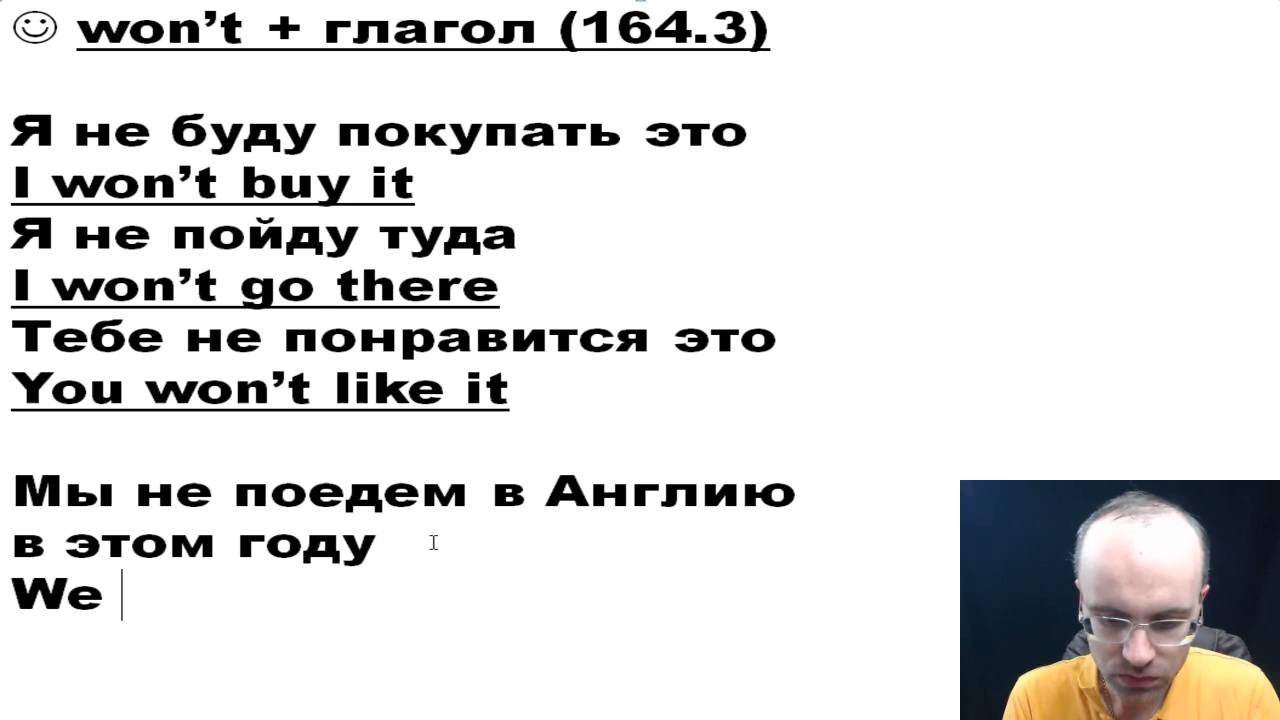 ☺ won’t + глагол (164.3)
Я не буду покупать это
I won’t buy it
Я не пойду туда
I won’t go there
Тебе не понравится это
You won’t like it
Мы не поедем в Англию
в этом году
We